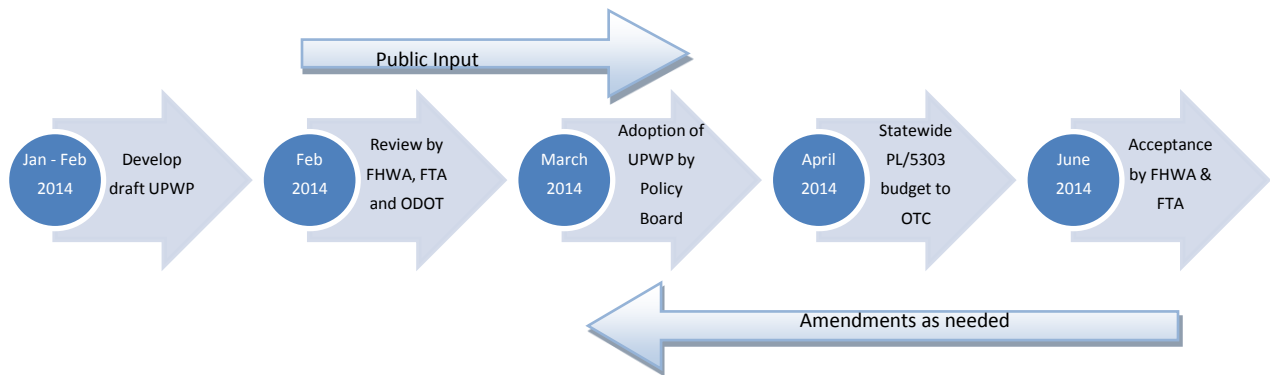 Public Input
Jan - Feb
2014
Develop
draft UPWP
Feb
2014
Review by
FHWA, FTA
and ODOT
March
2014
Adoption of
UPWP by
Policy
Board
April
2014
Statewide
PL/5303
budget to
OTC
June
2014
Acceptance
by FHWA &
FTA
Amendments as needed